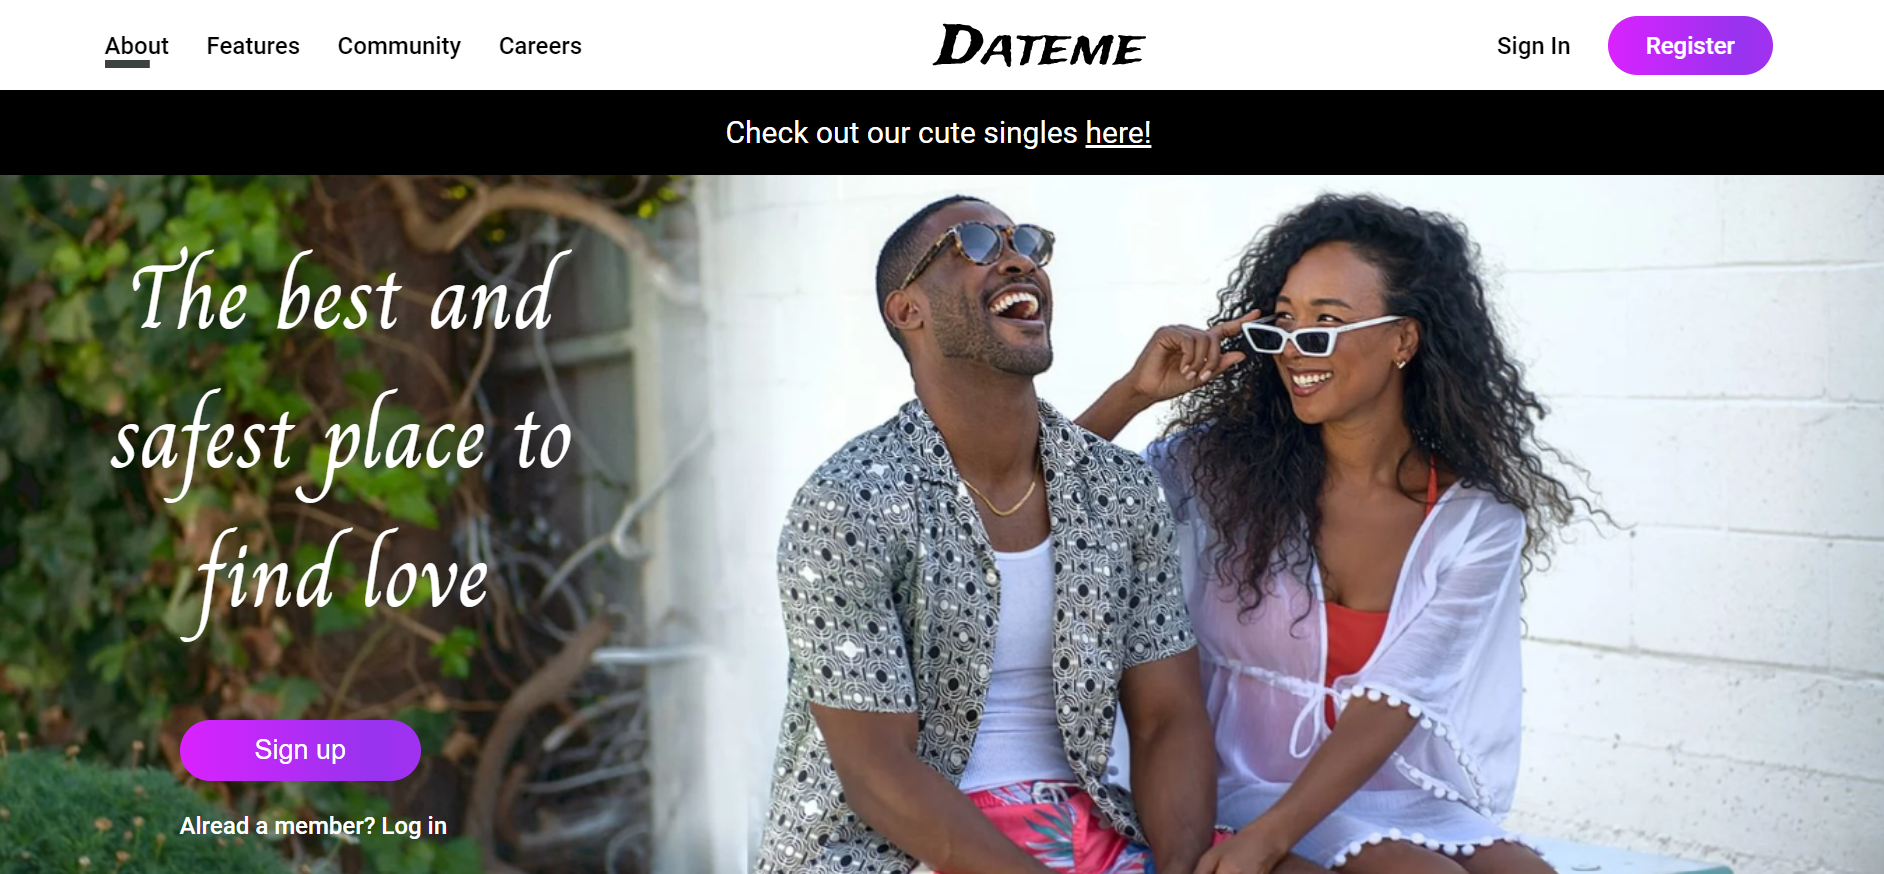 About Features Community Careers DATEME Sign In Register
Check out our cute singles here!
The best and
safest place to
find love
Sign up
Alread a member? Log in